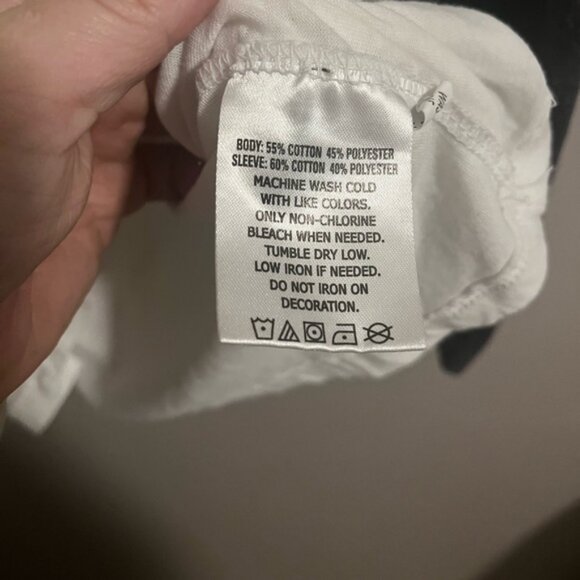 BODY: 55% COTTON 45% POLYESTER
SLEEVE: 60% COTTON 40% POLYESTER
MACHINE WASH COLD
WITH LIKE COLORS.
ONLY NON-CHLORINE
BLEACH WHEN NEEDED.
TUMBLE DRY LOW.
LOW IRON IF NEEDED.
DO NOT IRON ON
DECORATION.